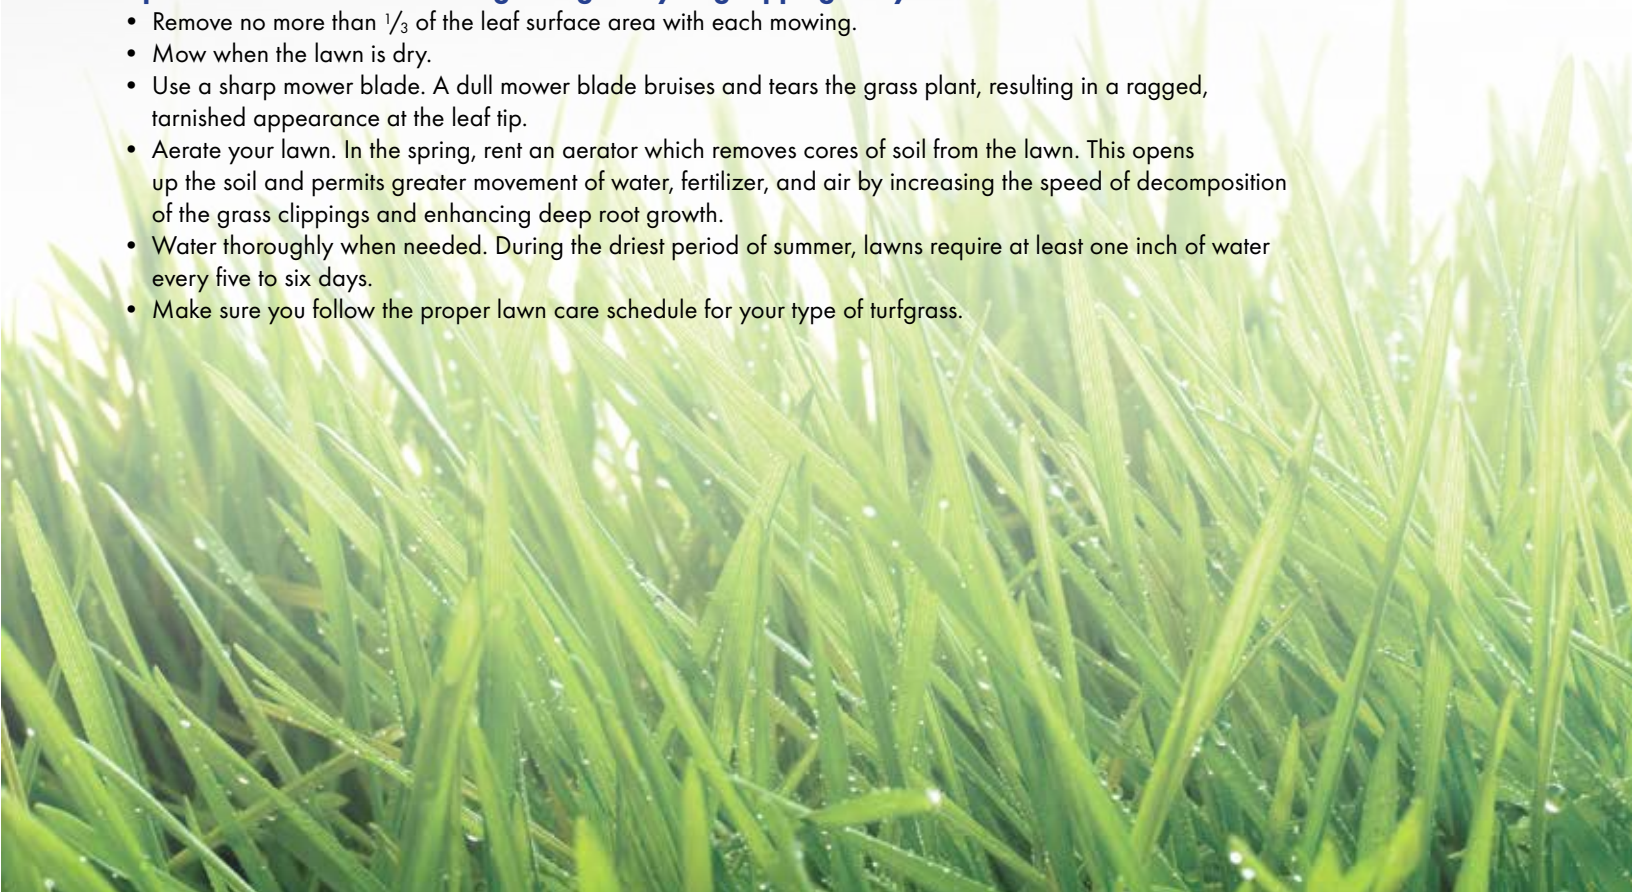 • Remove no more than 1/3 of the leaf surface area with each mowing.
• Mow when the lawn is dry.
• Use a sharp mower blade. A dull mower blade bruises and tears the grass plant, resulting in a ragged,
tarnished appearance at the leaf tip.
• Aerate your lawn. In the spring, rent an aerator which removes cores of soil from the lawn. This opens
up the soil and permits greater movement of water, fertilizer, and air by increasing the speed of decomposition
of the grass clippings and enhancing deep root growth.
• Water thoroughly when needed. During the driest period of summer, lawns require at least one inch of water
every five to six days.
• Make sure you follow the proper lawn care schedule for your type of turfgrass.